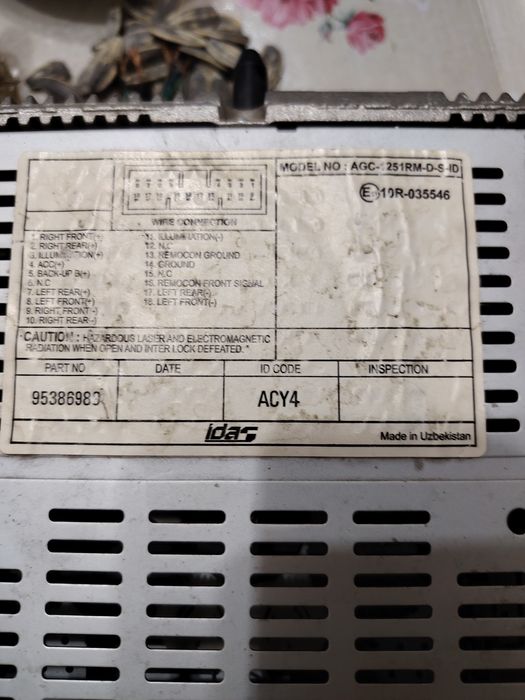 MODEL NO : AGC-1251RM-D-S-ID
10R-035546
WIRE CONNECTION
1. RIGHT FRONT(+)
2. RIGHT REAR(+)
3. ILLUMINATION(+)
4. ACC(+)
5. BACK-UP B(+)
6. N.C
7. LEFT REAR(+)
8. LEFT FRONT(+)
9. RIGHT FRONT(-)
10. RIGHT REAR(-)
11. ILLUMINATION(-)
12. N.C
13. REMOCON GROUND
14. GROUND
15. N.C
16. REMOCON FRONT SIGNAL
17. LEFT REAR(-)
18. LEFT FRONT(-)
"CAUTION : HAZARDOUS LASER AND ELECTROMAGNETIC
RADIATION WHEN OPEN AND INTER LOCK DEFEATED. "
PART NO DATE ID CODE INSPECTION
95386983 ACY4
idas Made in Uzbekistan